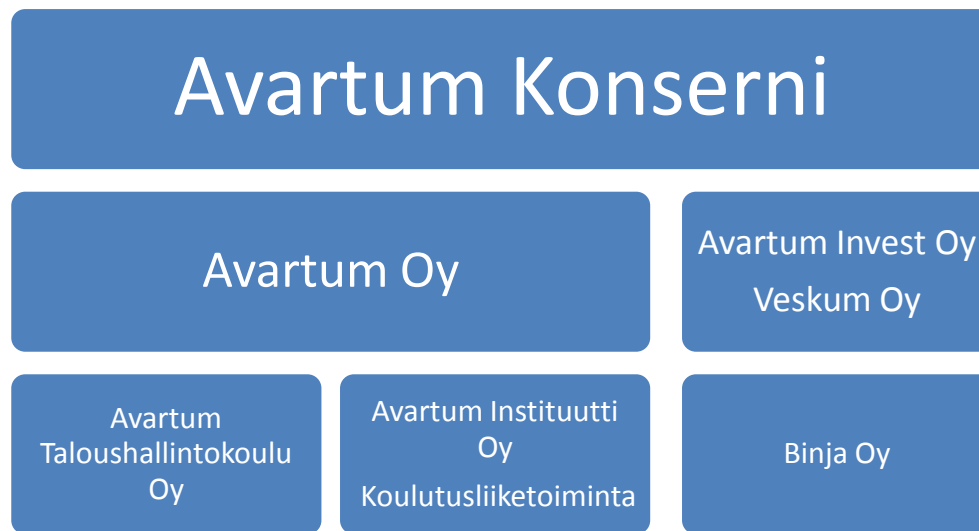 Avartum Konserni
Avartum Oy
Avartum Invest Oy
Veskum Oy
Avartum
Taloushallintokoulu
Oy
Avartum Instituutti
Oy
Koulutusliiketoiminta
Binja Oy